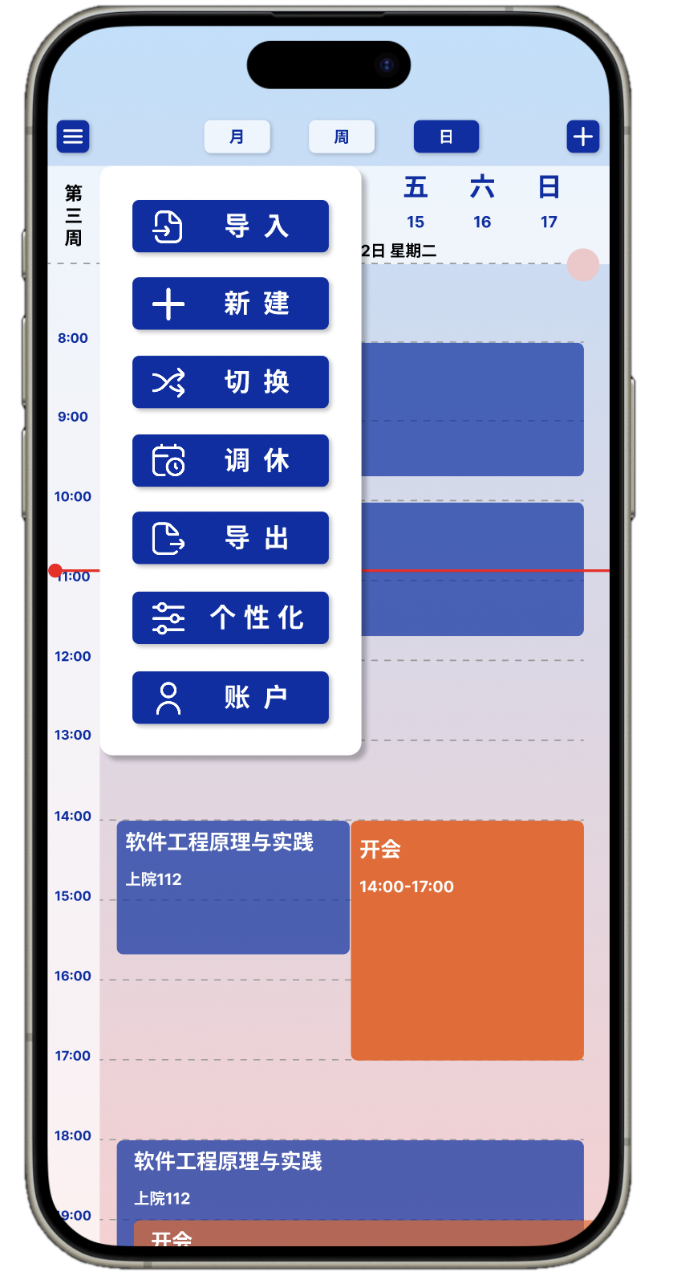 月 周 日
第三周
五 六 日
15 16 17
2日 星期二
导入
新建
切换
调休
导出
个性化
账户
8:00
9:00
10:00
11:00
12:00
13:00
14:00
软件工程原理与实践
上院112
开会
14:00-17:00
15:00
16:00
17:00
18:00
软件工程原理与实践
上院112
9:00
开会